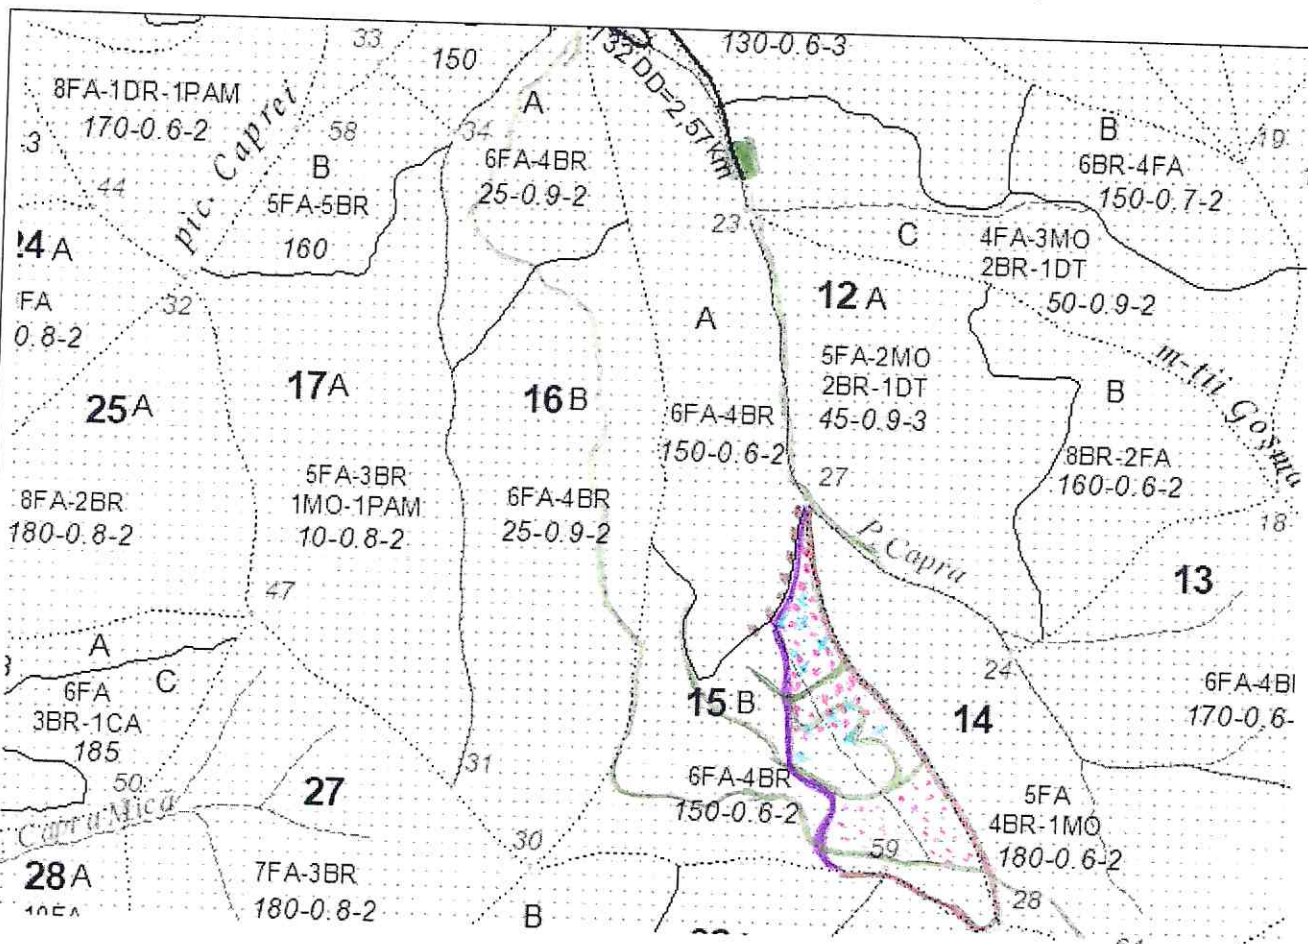 33
150
130-0.6-3
32DD=2,57km
8FA-1DR-1PAM
170-0.6-2
pic. Caprei
58
34
A
B
19
3
B
6FA-4BR
25-0.9-2
6BR-4FA
150-0.7-2
44
5FA-5BR
160
23
C
4FA-3MO
2BR-1DT
50-0.9-2
24 A
FA
0.8-2
32
A
12 A
m-tii Goşmu
17A
16 B
5FA-2MO
2BR-1DT
45-0.9-3
B
25 A
6FA-4BR
150-0.6-2
8BR-2FA
160-0.6-2
5FA-3BR
1MO-1PAM
10-0.8-2
6FA-4BR
25-0.9-2
27
8FA-2BR
180-0.8-2
18
P. Capra
13
47
A
C
24
6FA
3BR-1CA
185
15 B
14
6FA-4B
170-0.6-
31
50
Capra Mica
27
6FA-4BR
150-0.6-2
5FA
4BR-1MO
180-0.6-2
30
59
28 A
7FA-3BR
180-0.8-2
28
B